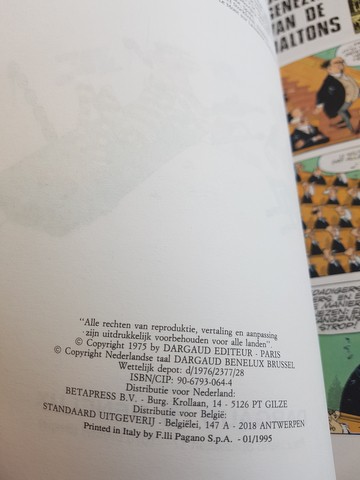 VAN DE
DALTONS
"Alle rechten van reproduktie, vertaling en aanpassing
zijn uitdrukkelijk voorbehouden voor alle landen"
© Copyright 1975 by DARGAUD EDITEUR - PARIS
© Copyright Nederlandse taal DARGAUD BENELUX BRUSSEL
Wettelijk depot: d/1976/2377/28
ISBN/CIP: 90-6793-064-4
Distributie voor Nederland:
BETAPRESS B.V. - Burg. Krollaan, 14 - 5126 PT GILZE
Distributie voor België:
STANDAARD UITGEVERIJ - Belgiëlei, 147 A - 2018 ANTWERPEN
Printed in Italy by F.lli Pagano S.p.A. - 01/1995